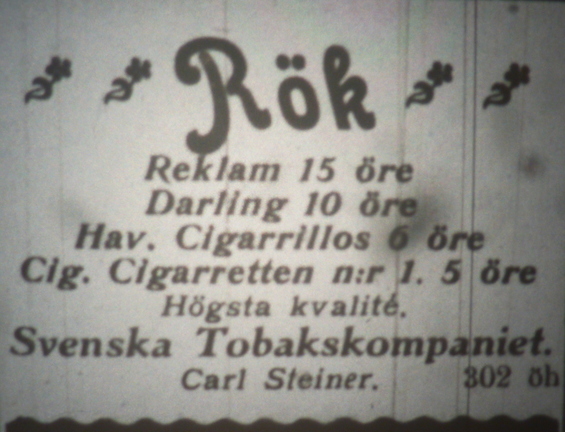 Rök
Reklam 15 öre
Darling 10 öre
Hav. Cigarrillos 6 öre
Cig. Cigarretten n:r 1. 5 öre
Högsta kvalité.
Svenska Tobakskompaniet.
Carl Steiner. 302 öh